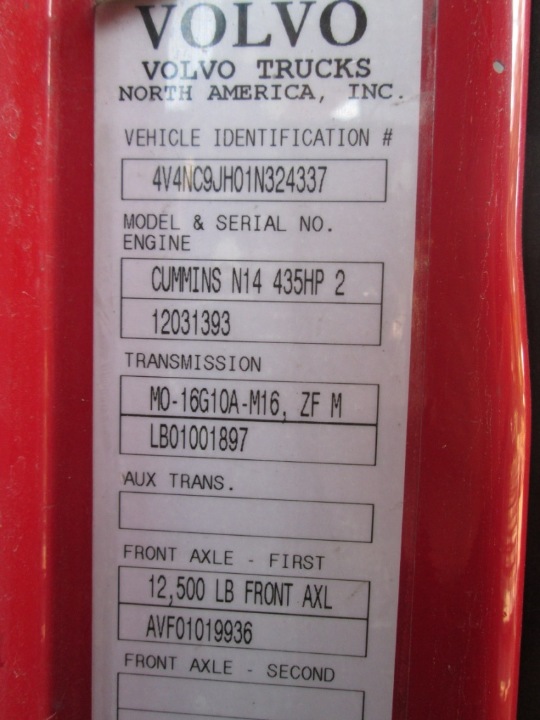 VOLVO
VOLVO TRUCKS
NORTH AMERICA, INC.
VEHICLE IDENTIFICATION #
4V4NC9JH01N324337
MODEL & SERIAL NO.
ENGINE
CUMMINS N14 435HP 2
12031393
TRANSMISSION
MO-16G10A-M16, ZF M
LB01001897
AUX TRANS.
FRONT AXLE - FIRST
12,500 LB FRONT AXL
AVF01019936
FRONT AXLE - SECOND